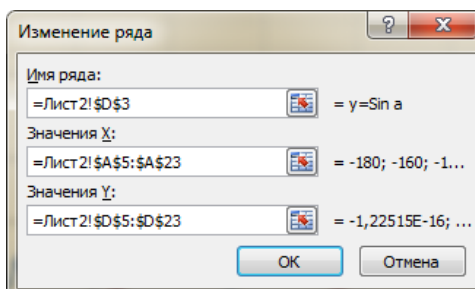 Изменение ряда
Имя ряда:
=Лист2!$D$3 = y=Sin a
Значения X:
=Лист2!$A$5:$A$23 = -180; -160; -1...
Значения Y:
=Лист2!$D$5:$D$23 = -1,22515E-16; ...
ОК Отмена